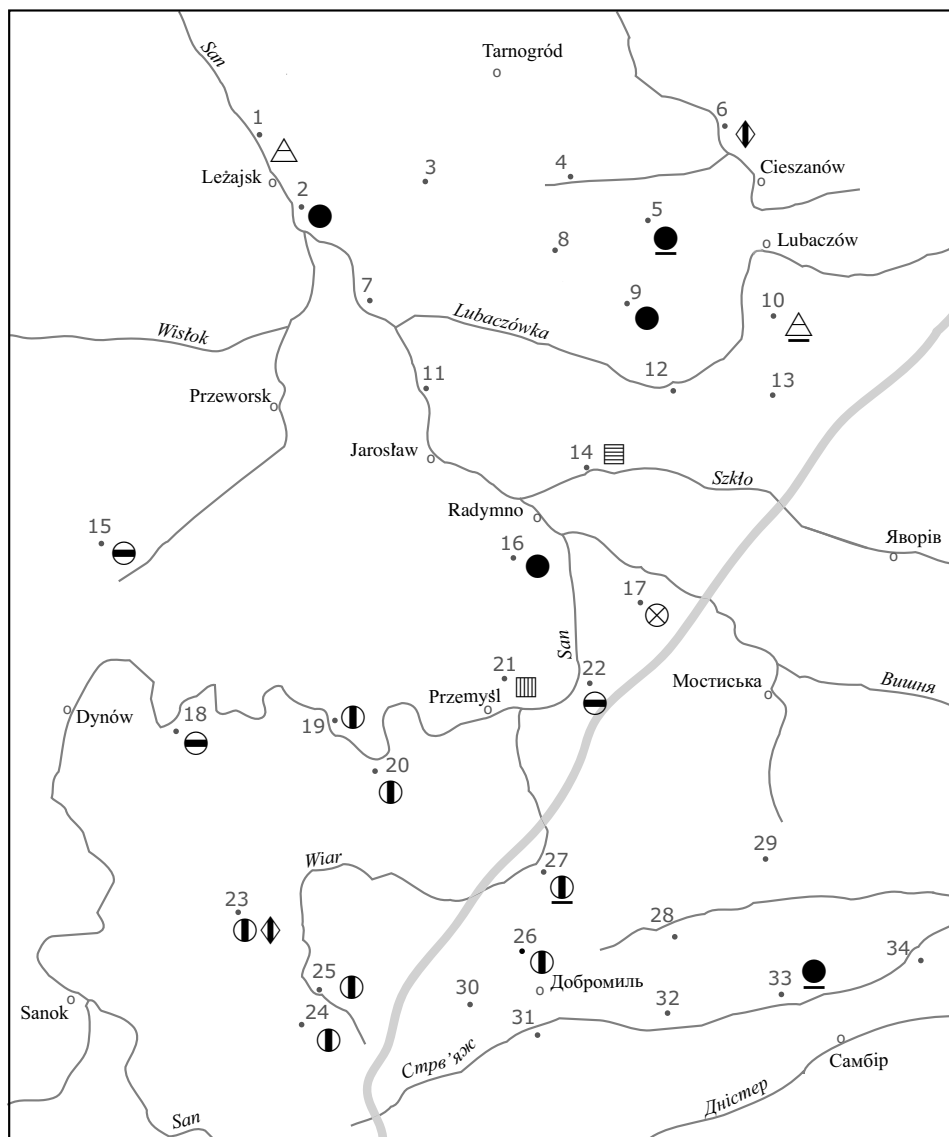 San
Tarnogród
1
6
Leżajsk
3
4
Cieszanów
2
5
8
Lubaczów
7
9
10
Lubaczówka
Wisłok
11
12
13
Przeworsk
Jarosław
14
Szkło
Radymno
15
16
Яворів
17
San
21
22
Мостиська
Вишня
Przemyśl
Dynów
18
19
20
Wiar
27
29
23
28
26
34
25
33
Добромиль
Sanok
24
30
32
31
Стрв’яж
Самбір
Дністер
San